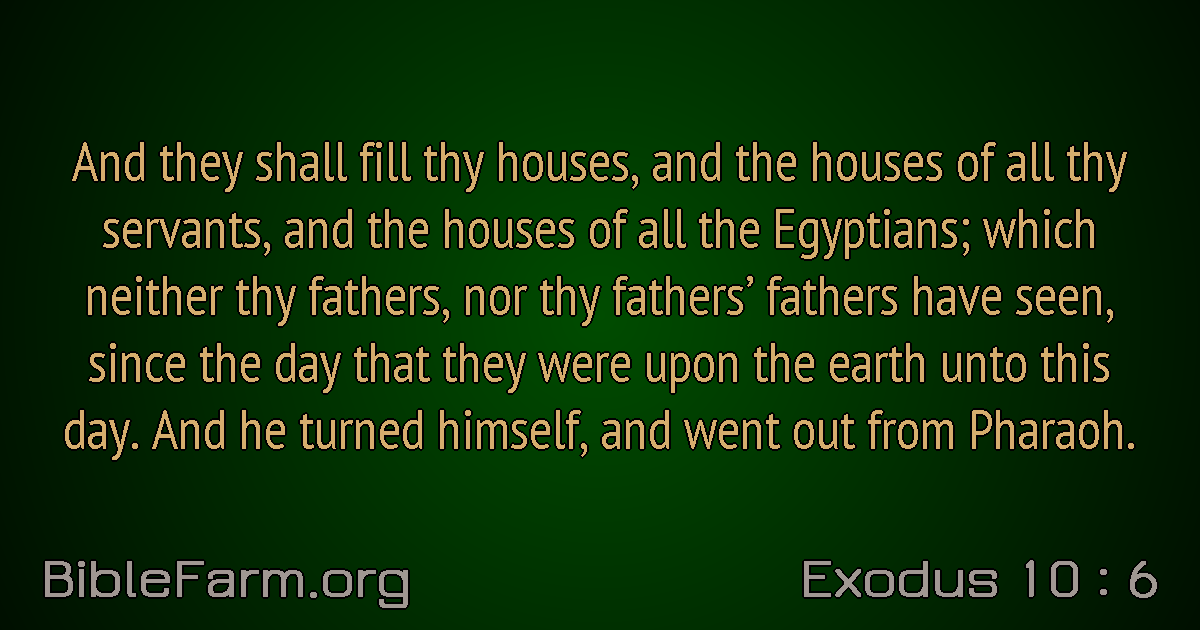 And they shall fill thy houses, and the houses of all thy
servants, and the houses of all the Egyptians; which
neither thy fathers, nor thy fathers’ fathers have seen,
since the day that they were upon the earth unto this
day. And he turned himself, and went out from Pharaoh.
BibleFarm.org
Exodus 10 : 6